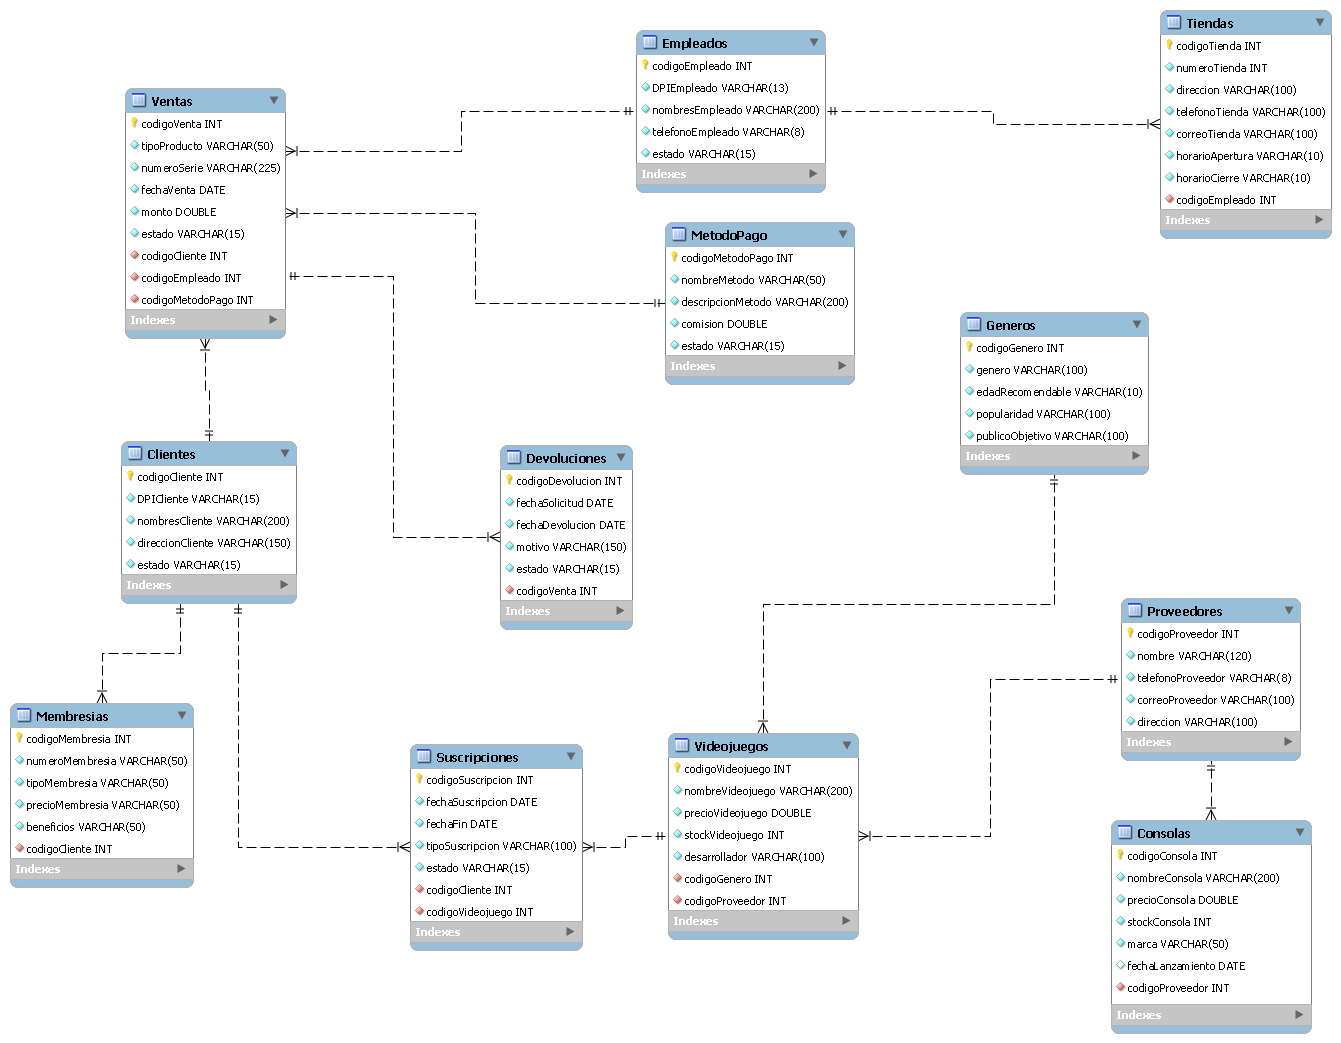 Ventas
codigoVenta INT
tipoProducto VARCHAR(50)
numeroSerie VARCHAR(225)
fechaVenta DATE
monto DOUBLE
estado VARCHAR(15)
codigoCliente INT
codigoEmpleado INT
codigoMetodoPago INT
Indexes
Empleados
codigoEmpleado INT
DPIEmpleado VARCHAR(13)
nombresEmpleado VARCHAR(200)
telefonoEmpleado VARCHAR(8)
estado VARCHAR(15)
Indexes
Tiendas
codigoTienda INT
numeroTienda INT
direccion VARCHAR(100)
telefonoTienda VARCHAR(100)
correoTienda VARCHAR(100)
horarioApertura VARCHAR(10)
horarioCierre VARCHAR(10)
codigoEmpleado INT
Indexes
MetodoPago
codigoMetodoPago INT
nombreMetodo VARCHAR(50)
descripcionMetodo VARCHAR(200)
comision DOUBLE
estado VARCHAR(15)
Indexes
Generos
codigoGenero INT
genero VARCHAR(100)
edadRecomendable VARCHAR(10)
popularidad VARCHAR(100)
publicoObjetivo VARCHAR(100)
Indexes
Clientes
codigoCliente INT
DPICliente VARCHAR(15)
nombresCliente VARCHAR(200)
direccionCliente VARCHAR(150)
estado VARCHAR(15)
Indexes
Devoluciones
codigoDevolucion INT
fechaSolicitud DATE
fechaDevolucion DATE
motivo VARCHAR(150)
estado VARCHAR(15)
codigoVenta INT
Indexes
Proveedores
codigoProveedor INT
nombre VARCHAR(120)
telefonoProveedor VARCHAR(8)
correoProveedor VARCHAR(100)
direccion VARCHAR(100)
Indexes
Membresias
codigoMembresia INT
numeroMembresia VARCHAR(50)
tipoMembresia VARCHAR(50)
precioMembresia VARCHAR(50)
beneficios VARCHAR(50)
codigoCliente INT
Indexes
Suscripciones
codigoSuscripcion INT
fechaSuscripcion DATE
fechaFin DATE
tipoSuscripcion VARCHAR(100)
estado VARCHAR(15)
codigoCliente INT
codigoVideojuego INT
Indexes
Videojuegos
codigoVideojuego INT
nombreVideojuego VARCHAR(200)
precioVideojuego DOUBLE
stockVideojuego INT
desarrollador VARCHAR(100)
codigoGenero INT
codigoProveedor INT
Indexes
Consolas
codigoConsola INT
nombreConsola VARCHAR(200)
precioConsola DOUBLE
stockConsola INT
marca VARCHAR(50)
fechaLanzamiento DATE
codigoProveedor INT
Indexes